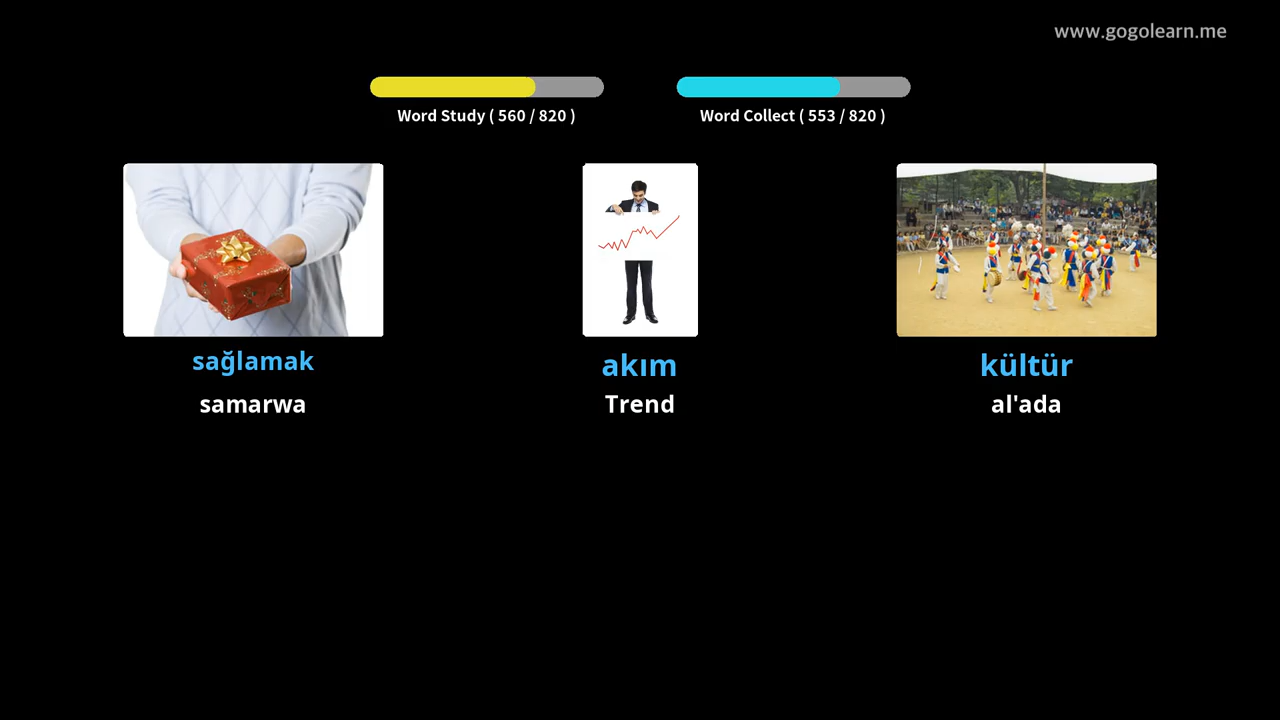 www.gogolearn.me
Word Study ( 560 / 820 )
Word Collect ( 553 / 820 )
sağlamak
samarwa
akım
Trend
kültür
al'ada